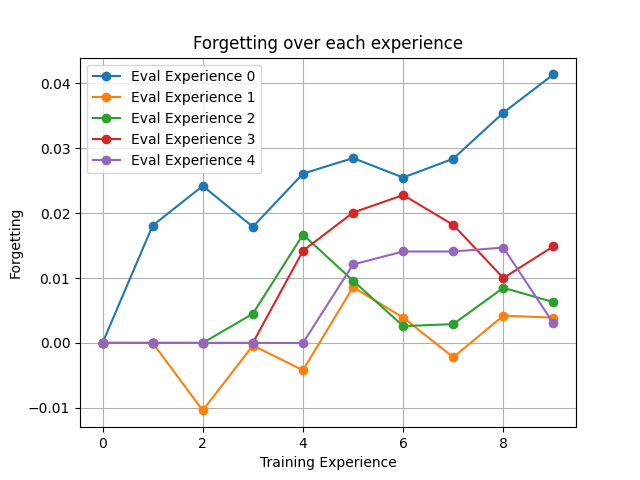 Forgetting over each experience
Eval Experience 0
Eval Experience 1
Eval Experience 2
Eval Experience 3
Eval Experience 4
Forgetting
0.04
0.03
0.02
0.01
0.00
−0.01
0 2 4 6 8
Training Experience